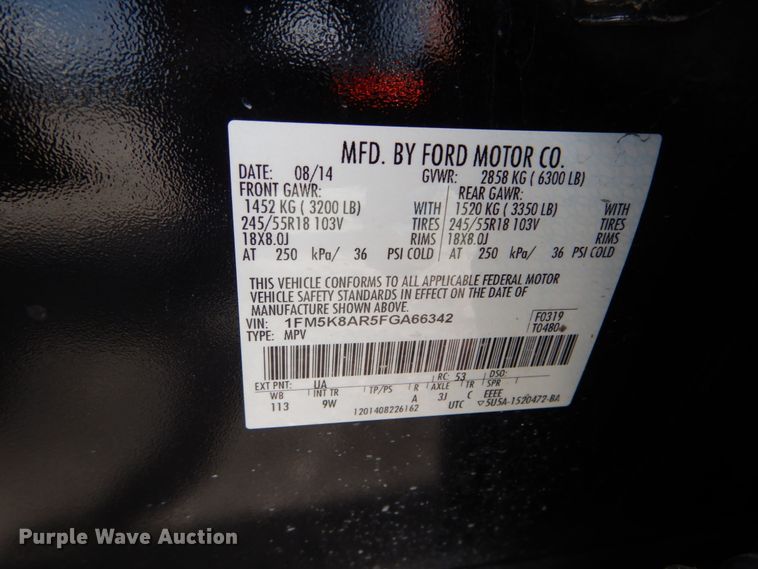 MFD. BY FORD MOTOR CO.
DATE: 08/14 GVWR: 2858 KG ( 6300 LB)
FRONT GAWR: REAR GAWR:
1452 KG ( 3200 LB) WITH 1520 KG ( 3350 LB) WITH
245/55R18 103V TIRES 245/55R18 103V TIRES
18X8.0J RIMS 18X8.0J RIMS
AT 250 kPa/ 36 PSI COLD AT 250 kPa/ 36 PSI COLD
THIS VEHICLE CONFORMS TO ALL APPLICABLE FEDERAL MOTOR
VEHICLE SAFETY STANDARDS IN EFFECT ON THE DATE OF
MANUFACTURE SHOWN ABOVE.
VIN: 1FM5K8AR5FGA66342 F0319
TYPE: MPV T0480
EXT PNT: UA RC: 53 DSO:
WB INT TR TP/PS R AXLE TR SPR
113 9W A 3J C EEEE
1201408226162 UTC ▽5U5A-1520472-BA
Purple Wave Auction